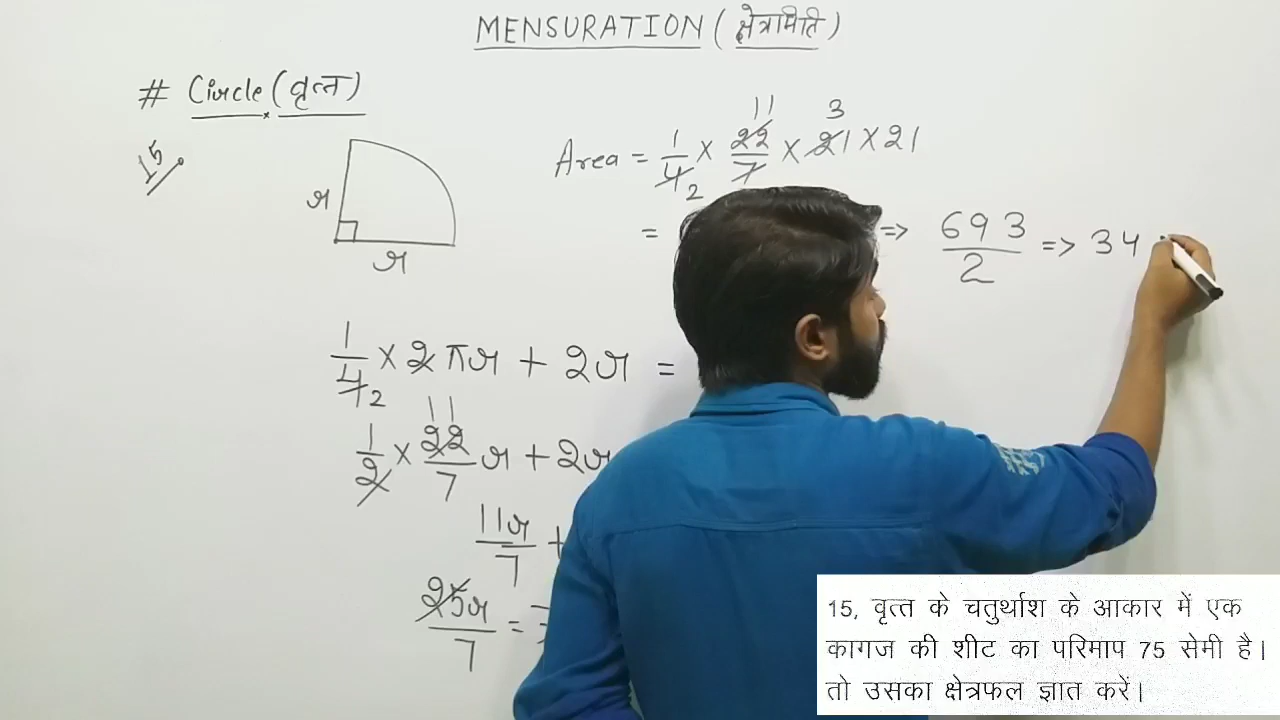 MENSURATION (क्षेत्रामिति)
# Circle (वृत्त)
15
r
r
Area = 1/4 2 × 22 11/7 × 21 3 × 21
= => 693/2 => 34
1/4 2 × 2πr + 2r =
1/2 × 22 11/7 r + 2r
11r/7 +
25r/7 =
15, वृत्त के चतुर्थाश के आकार में एक
कागज की शीट का परिमाप 75 सेमी है।
तो उसका क्षेत्रफल ज्ञात करें।